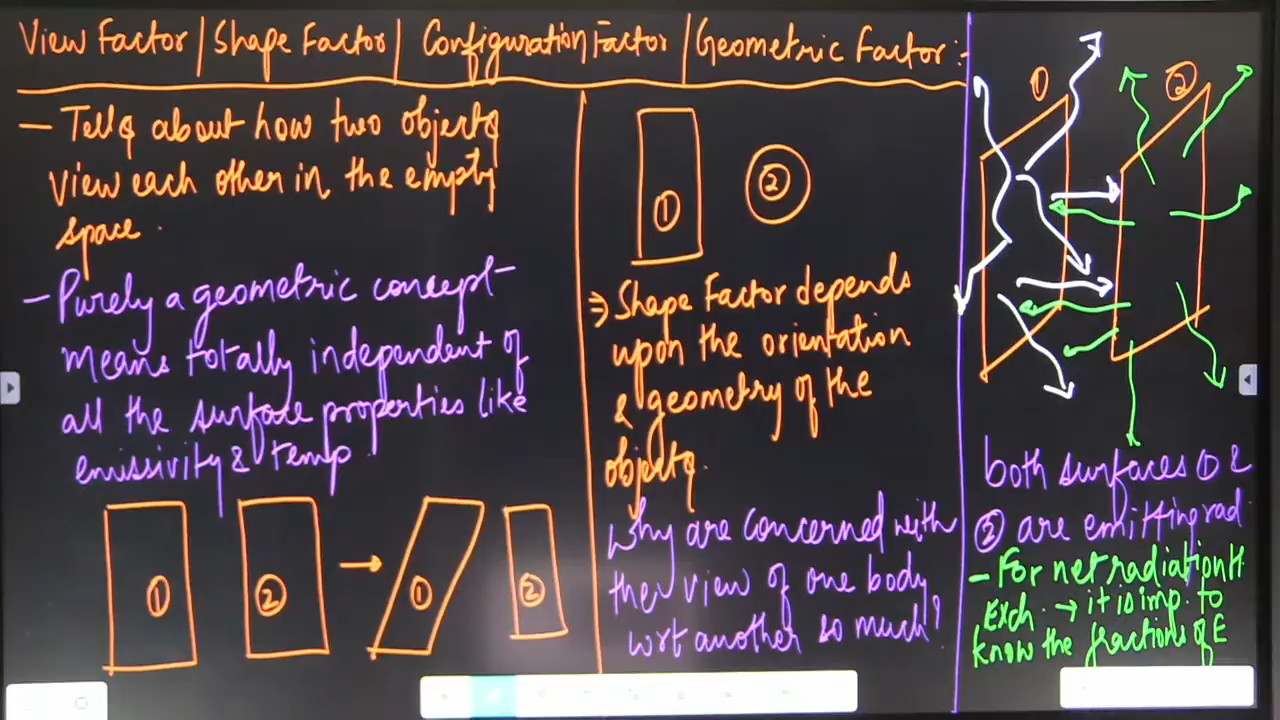 View Factor / Shape Factor / Configuration Factor / Geometric Factor :-
- Tells about how two objects
view each other in the empty
space.
- Purely a geometric concept -
means totally independent of
all the surface properties like
emissivity & temp.
① ② → ① ②
① ②
⇒ Shape Factor depends
upon the orientation
& geometry of the
objects.
Why are concerned with
the view of one body
wrt another so much?
① ②
both surfaces ① &
② are emitting rad.
- For net radiation H.
Exch. → it is imp. to
know the fractions of E